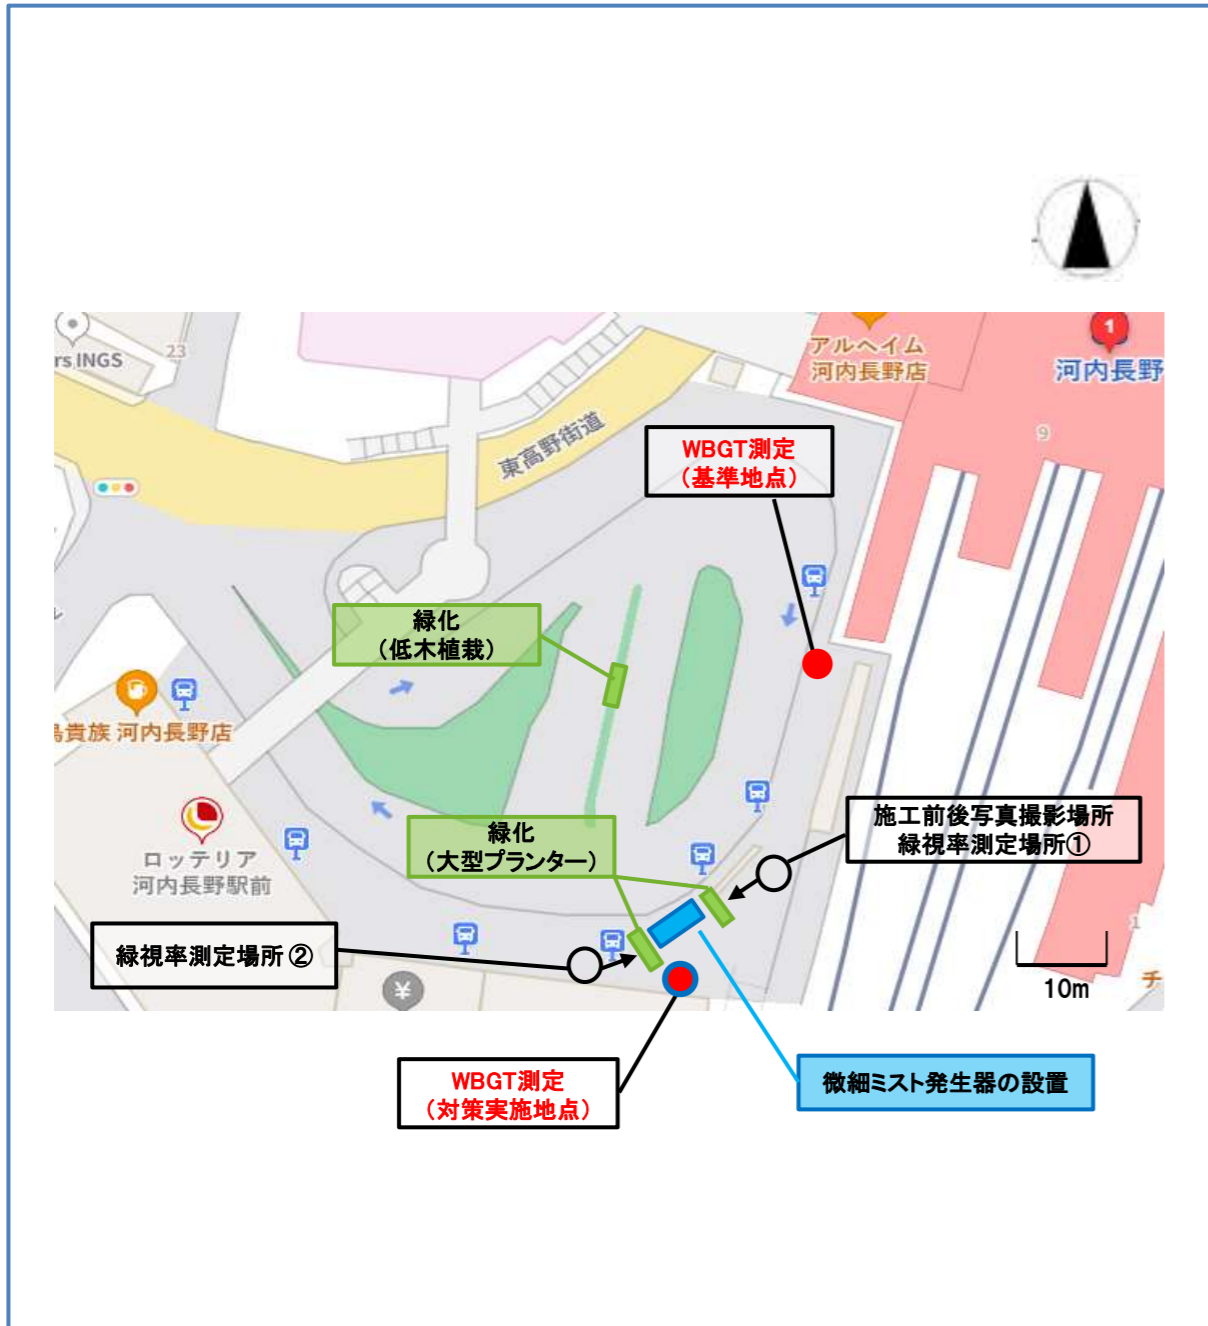 rs INGS
23
アルヘイム
河内長野店
1
河内長野
9
東高野街道
WBGT測定
（基準地点）
緑化
（低木植栽）
鳥貴族 河内長野店
ロッテリア
河内長野駅前
緑化
（大型プランター）
施工前後写真撮影場所
緑視率測定場所①
緑視率測定場所②
¥
1
チ
10m
WBGT測定
（対策実施地点）
微細ミスト発生器の設置